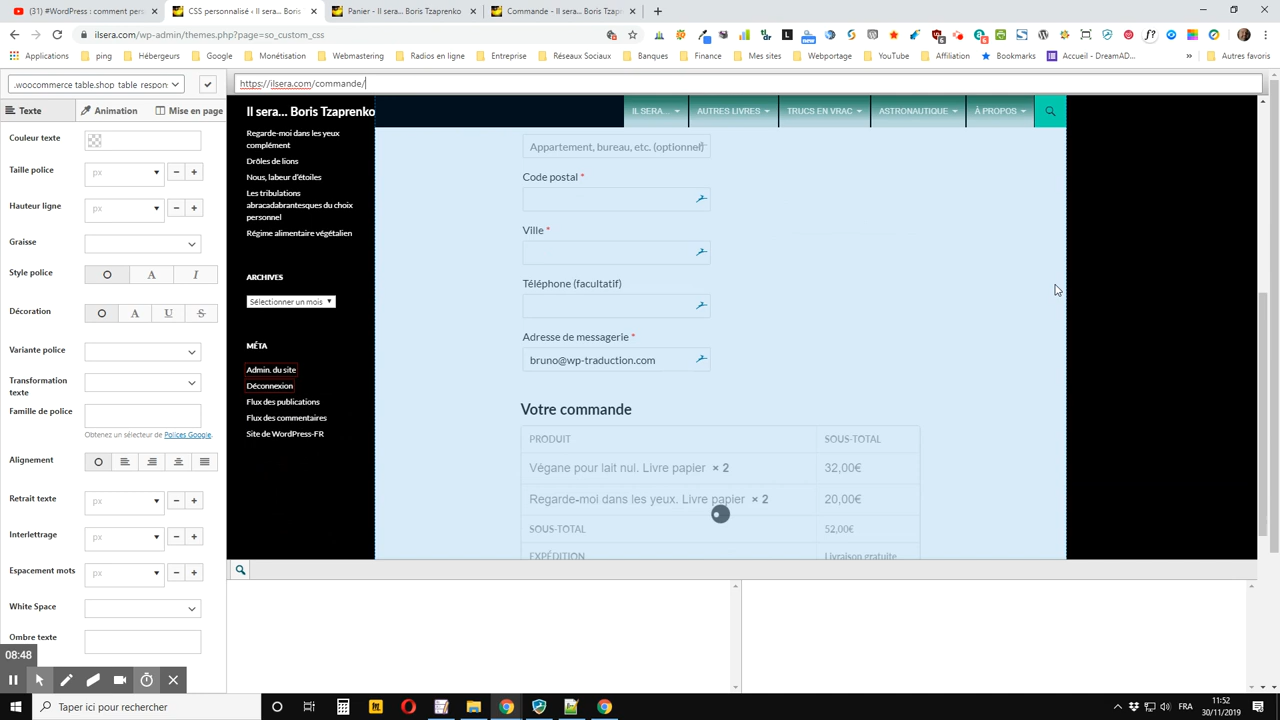 (31) #WordPress : comment pers
CSS personnalisé ‹ Il sera... Boris
Panier - Il sera... Boris Tzaprenko
Commande - Il sera... Boris Tzapr
ilsera.com/wp-admin/themes.php?page=so_custom_css
Applications
Ongles
Hergour
Google
Monétisation
Webmastering
Radios en ligne
Entreprise
Réseaux Sociaux
Banques
Finance
Mes sites
Webportage
YouTube
Affiliation
Bookmarks
Accueil - DreamAD...
Autres favoris
.woocommerce table.shop_table_respon
https://ilsera.com/commande/
Texte
Animation
Mise en page
Il sera... Boris Tzaprenko
IL SERA...
AUTRES LIVRES
TRUCS EN VRAC
ASTRONAUTIQUE
À PROPOS
Couleur texte
Taille police
px
Hauteur ligne
px
Graisse
Style police
A
I
Décoration
A
U
S
Variante police
Transformation
texte
Famille de police
Obtenez un sélecteur de Polices Google.
Alignement
Retrait texte
px
Interlettrage
px
Espacement mots
px
White Space
Ombre texte
Regarde-moi dans les yeux
complément
Drôles de lions
Nous, labeur d'étoiles
Les tribulations
abracadabrantesques du choix
personnel
Régime alimentaire végétalien
ARCHIVES
Sélectionner un mois
MÉTA
Admin. du site
Déconnexion
Flux des publications
Flux des commentaires
Site de WordPress-FR
Appartement, bureau, etc. (optionnel)
Code postal *
Ville *
Téléphone (facultatif)
Adresse de messagerie *
bruno@wp-traduction.com
Votre commande
PRODUIT
SOUS-TOTAL
Végane pour lait nul. Livre papier × 2
32,00€
Regarde-moi dans les yeux. Livre papier × 2
20,00€
SOUS-TOTAL
52,00€
EXPÉDITION
Livraison gratuite
08:48
Taper ici pour rechercher
FRA
11:52
30/11/2019